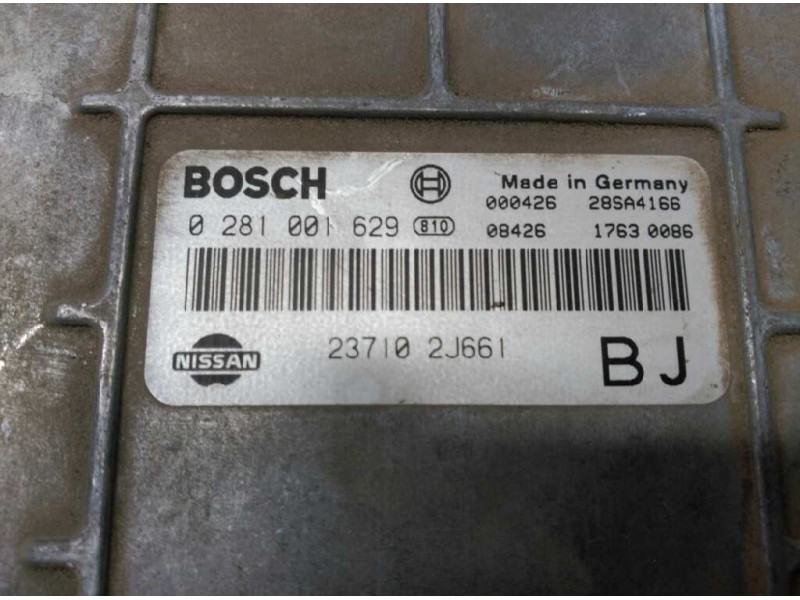 BOSCH Made in Germany
000426 28SA4166
0 281 001 629 810 08426 1763 0086
NISSAN 23710 2J661 BJ